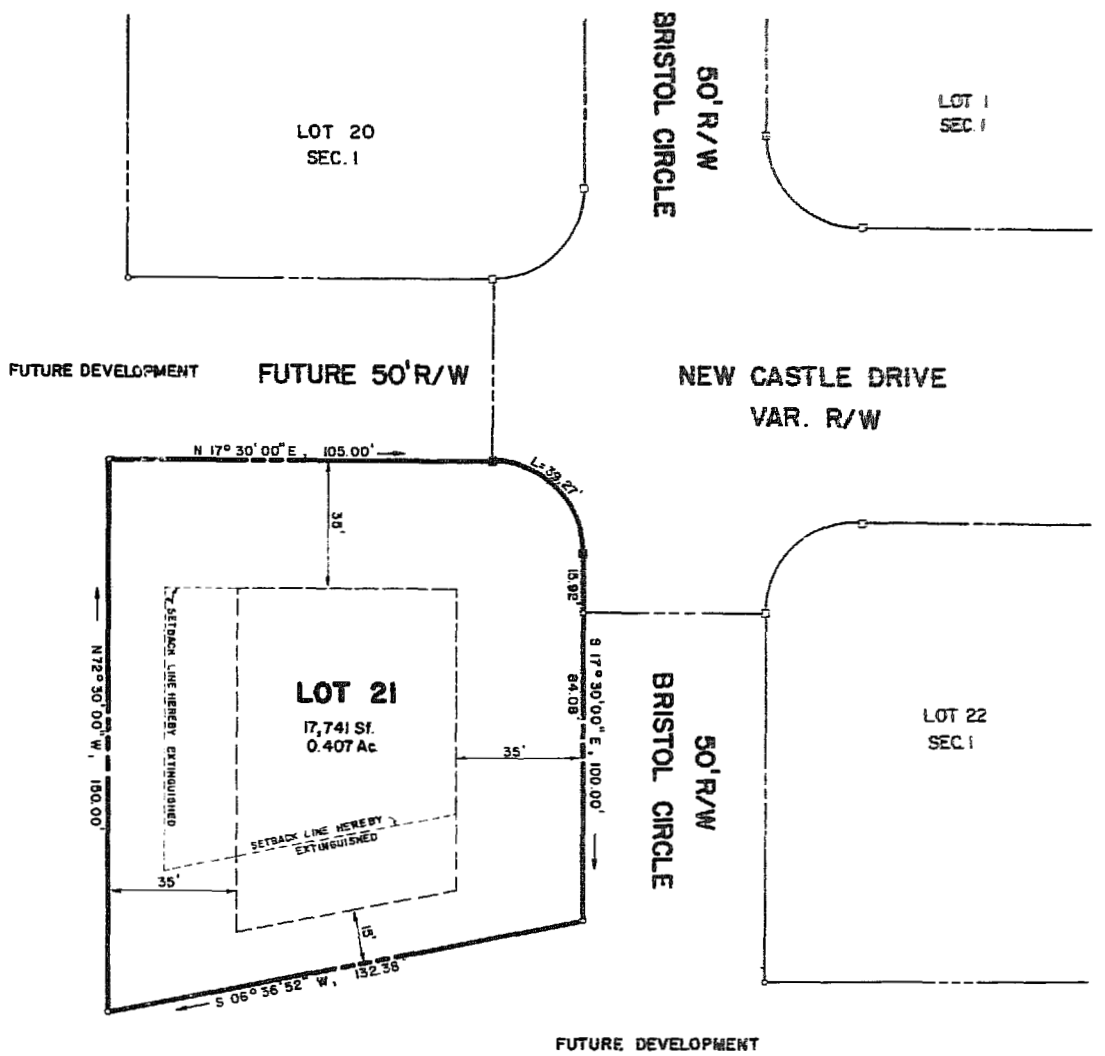 50' R/W
BRISTOL CIRCLE
LOT 20
SEC. 1
LOT 1
SEC. 1
FUTURE DEVELOPMENT
FUTURE 50' R/W
NEW CASTLE DRIVE
VAR. R/W
N 17° 30' 00" E, 105.00'
L=39.27'
35'
15.92'
SETBACK LINE HEREBY EXTINGUISHED
N 72° 30' 00" W, 150.00'
LOT 21
17,741 Sf.
0.407 Ac.
35'
S 17° 30' 00" E, 100.00'
84.08'
50' R/W
BRISTOL CIRCLE
LOT 22
SEC. 1
SETBACK LINE HEREBY
EXTINGUISHED
35'
15'
S 06° 36' 52" W, 132.38'
FUTURE DEVELOPMENT